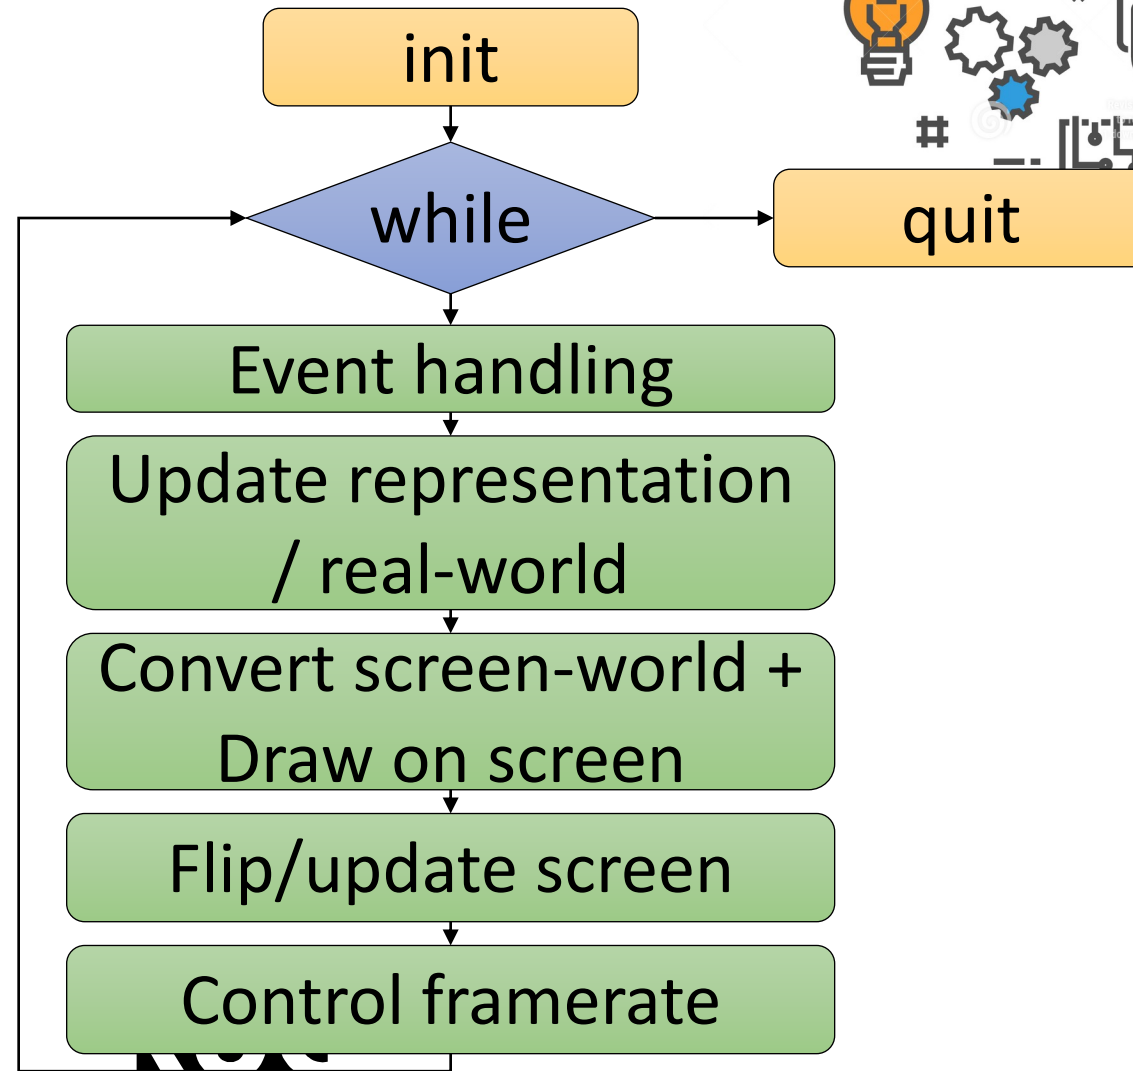 init
while
quit
Event handling
Update representation
/ real-world
Convert screen-world +
Draw on screen
Flip/update screen
Control framerate